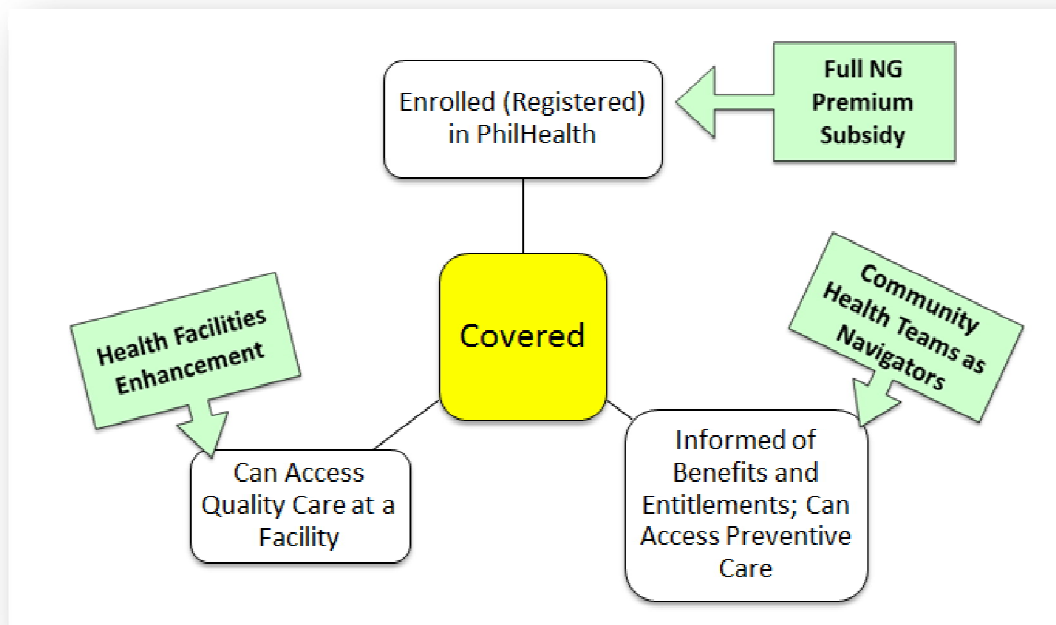 Enrolled (Registered)
in PhilHealth
Full NG
Premium
Subsidy
Covered
Health Facilities
Enhancement
Community
Health Teams as
Navigators
Can Access
Quality Care at a
Facility
Informed of
Benefits and
Entitlements; Can
Access Preventive
Care